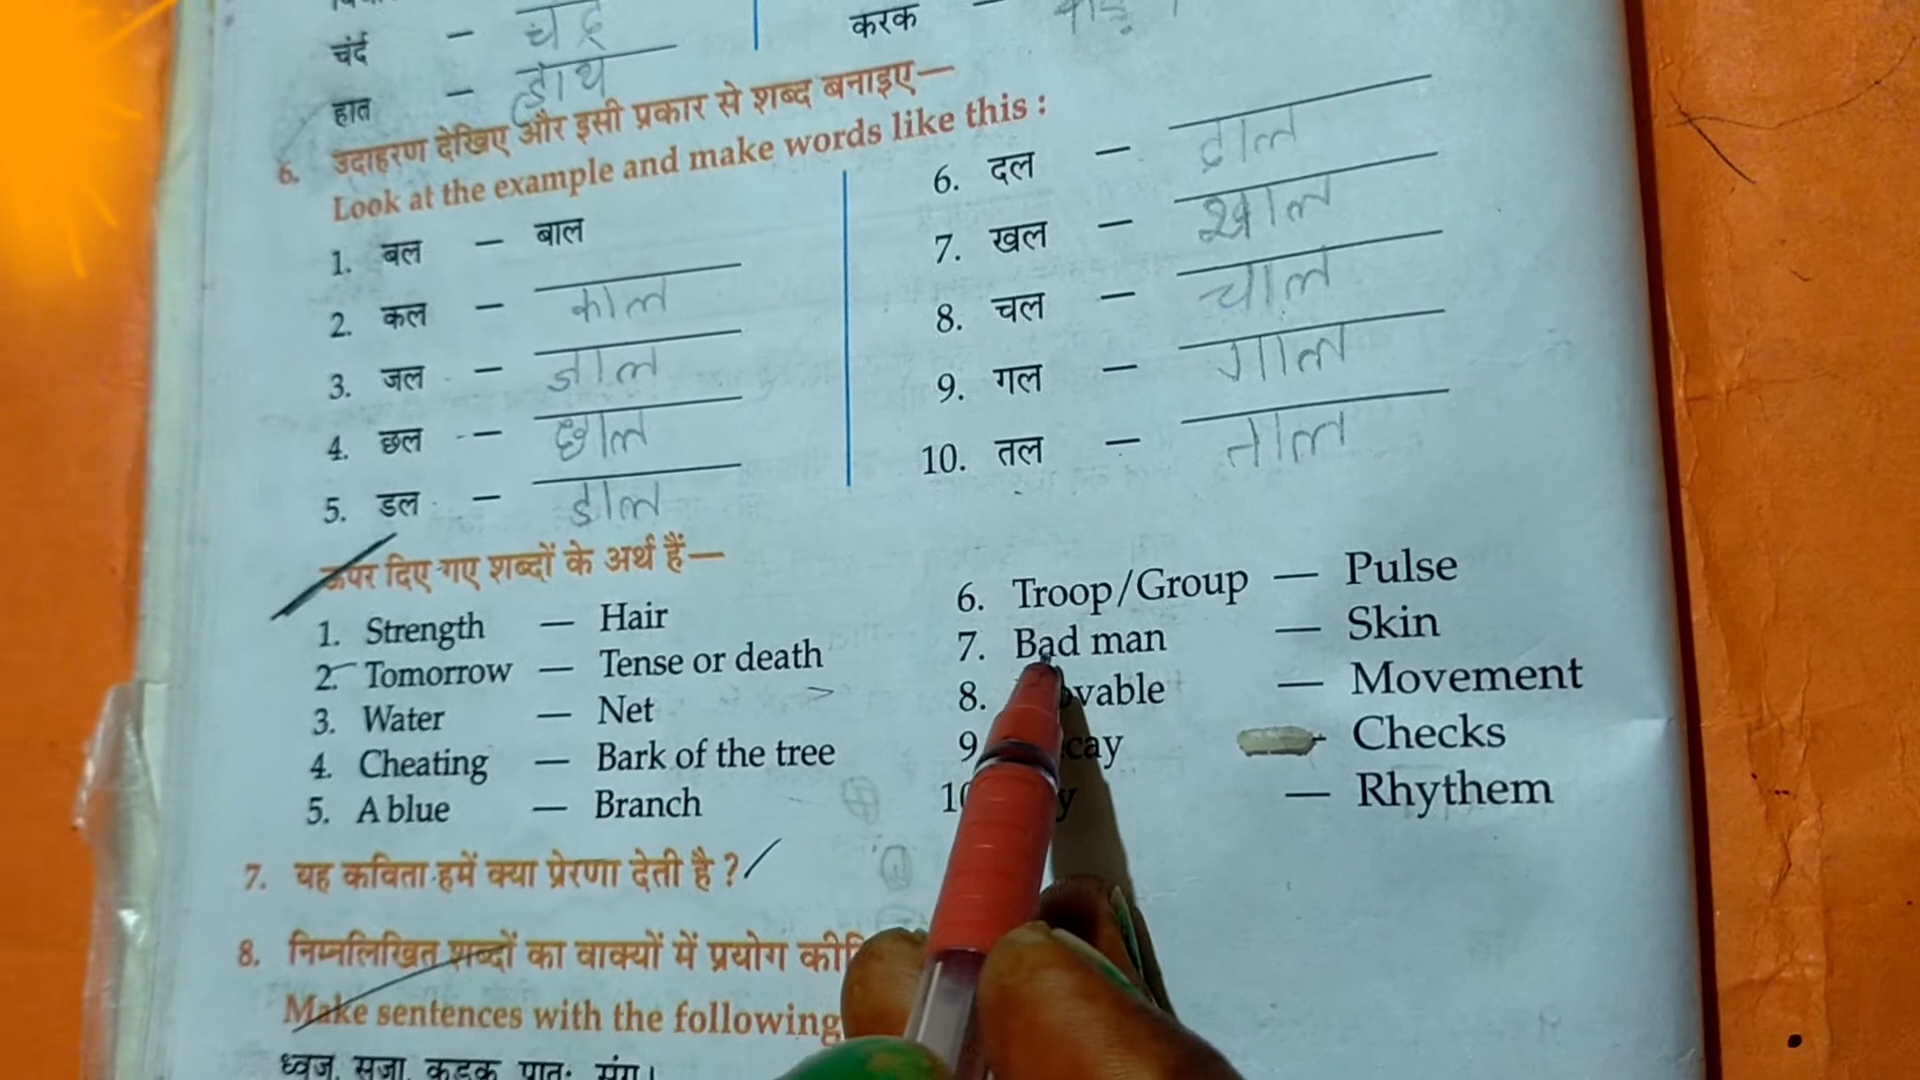 चंर्द — चंद्र
करक —
हात — हाथ
6. उदाहरण देखिए और इसी प्रकार से शब्द बनाइए—
Look at the example and make words like this :
1. बल — बाल
2. कल — काल
3. जल — जाल
4. छल — छाल
5. डल — डाल
6. दल — दाल
7. खल — खाल
8. चल — चाल
9. गल — गाल
10. तल — ताल
ऊपर दिए गए शब्दों के अर्थ हैं—
1. Strength — Hair
2. Tomorrow — Tense or death
3. Water — Net
4. Cheating — Bark of the tree
5. A blue — Branch
6. Troop/Group — Pulse
7. Bad man — Skin
8. — Movement
9 — Checks
— Rhythem
7. यह कविता हमें क्या प्रेरणा देती है ?
8. निम्नलिखित शब्दों का वाक्यों में प्रयोग
Make sentences with the following
ध्वज, सजा, कड़क, प्रातः, संग।